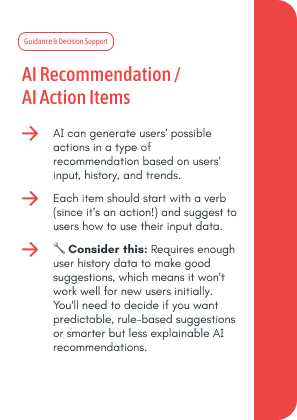 Guidance & Decision Support
AI Recommendation /
AI Action Items
AI can generate users' possible
actions in a type of
recommendation based on users'
input, history, and trends.
Each item should start with a verb
(since it's an action!) and suggest to
users how to use their input data.
🔧 Consider this: Requires enough
user history data to make good
suggestions, which means it won't
work well for new users initially.
You'll need to decide if you want
predictable, rule-based suggestions
or smarter but less explainable AI
recommendations.